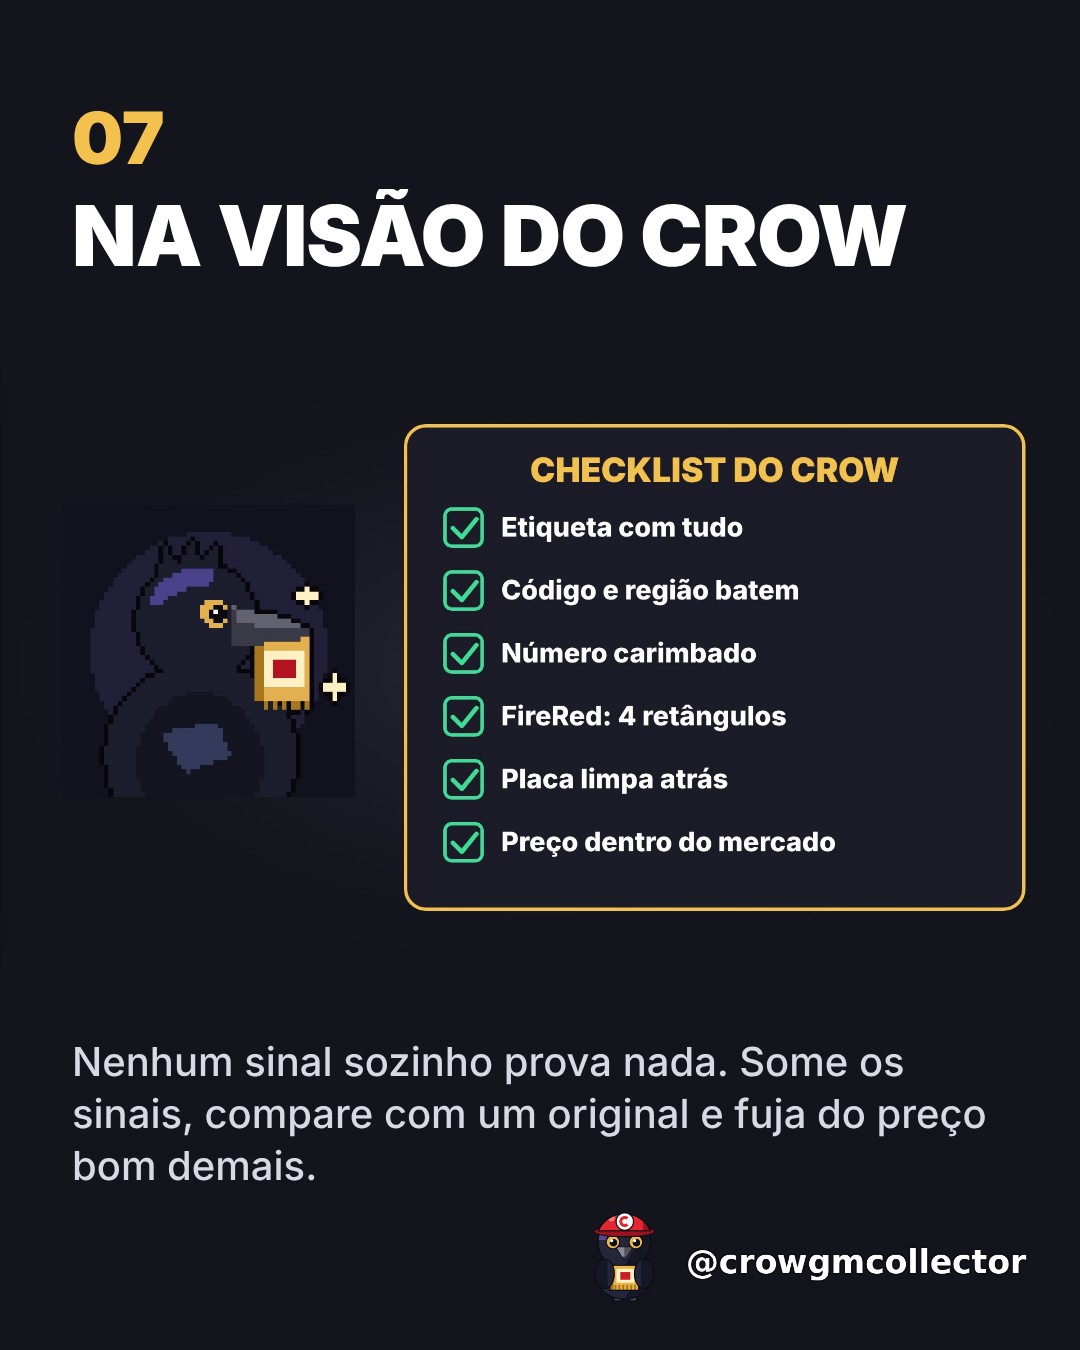 07
NA VISÃO DO CROW
CHECKLIST DO CROW
Etiqueta com tudo
Código e região batem
Número carimbado
FireRed: 4 retângulos
Placa limpa atrás
Preço dentro do mercado
Nenhum sinal sozinho prova nada. Some os
sinais, compare com um original e fuja do preço
bom demais.
C
@crowgmcollector